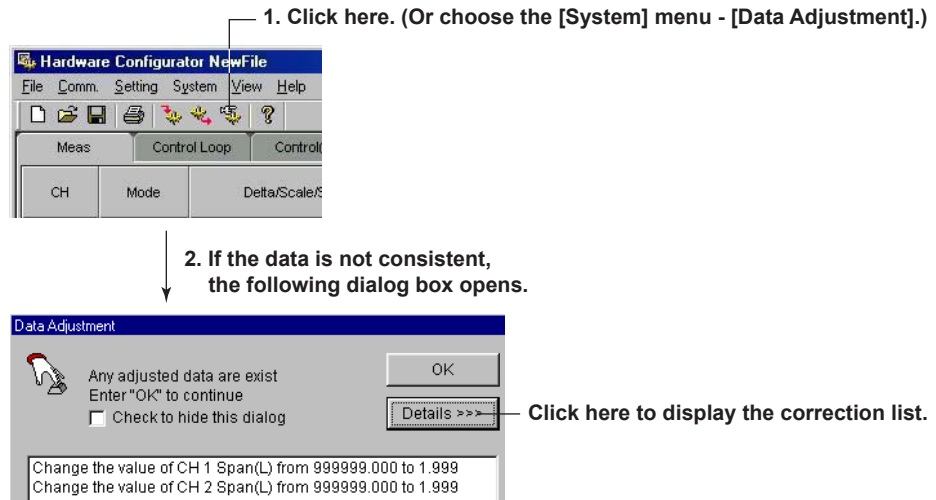 1. Click here. (Or choose the [System] menu - [Data Adjustment].)
Hardware Configurator NewFile
File Comm. Setting System View Help
Meas Control Loop Control(
CH Mode Delta/Scale/S
2. If the data is not consistent,
the following dialog box opens.
Data Adjustment
Any adjusted data are exist
Enter "OK" to continue
Check to hide this dialog
OK
Details >>>
Click here to display the correction list.
Change the value of CH 1 Span(L) from 999999.000 to 1.999
Change the value of CH 2 Span(L) from 999999.000 to 1.999